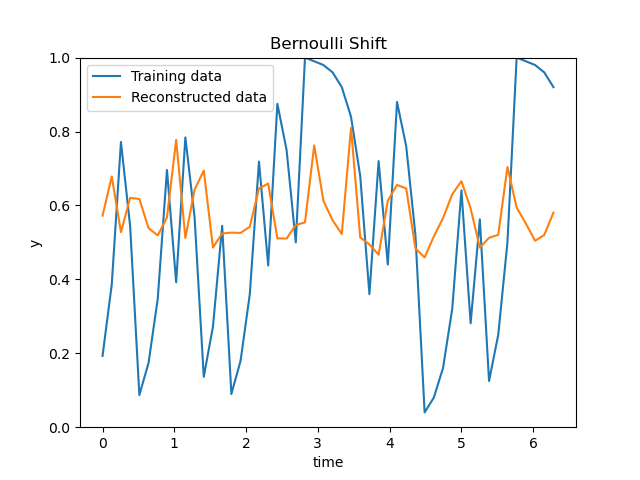 Bernoulli Shift
Training data
Reconstructed data
y
1.0
0.8
0.6
0.4
0.2
0.0
0 1 2 3 4 5 6
time